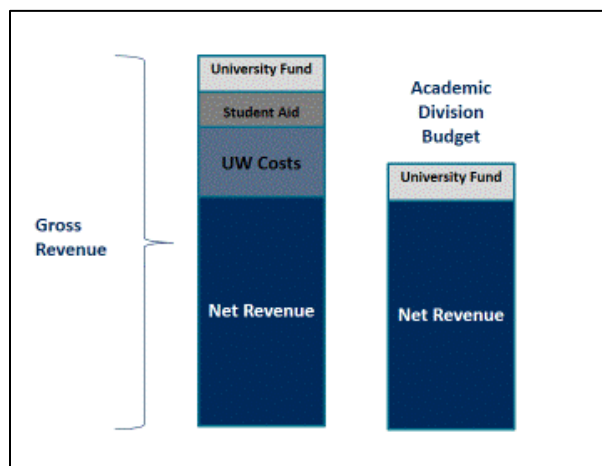 Gross
Revenue
University Fund
Student Aid
UW Costs
Net Revenue
Academic
Division
Budget
University Fund
Net Revenue